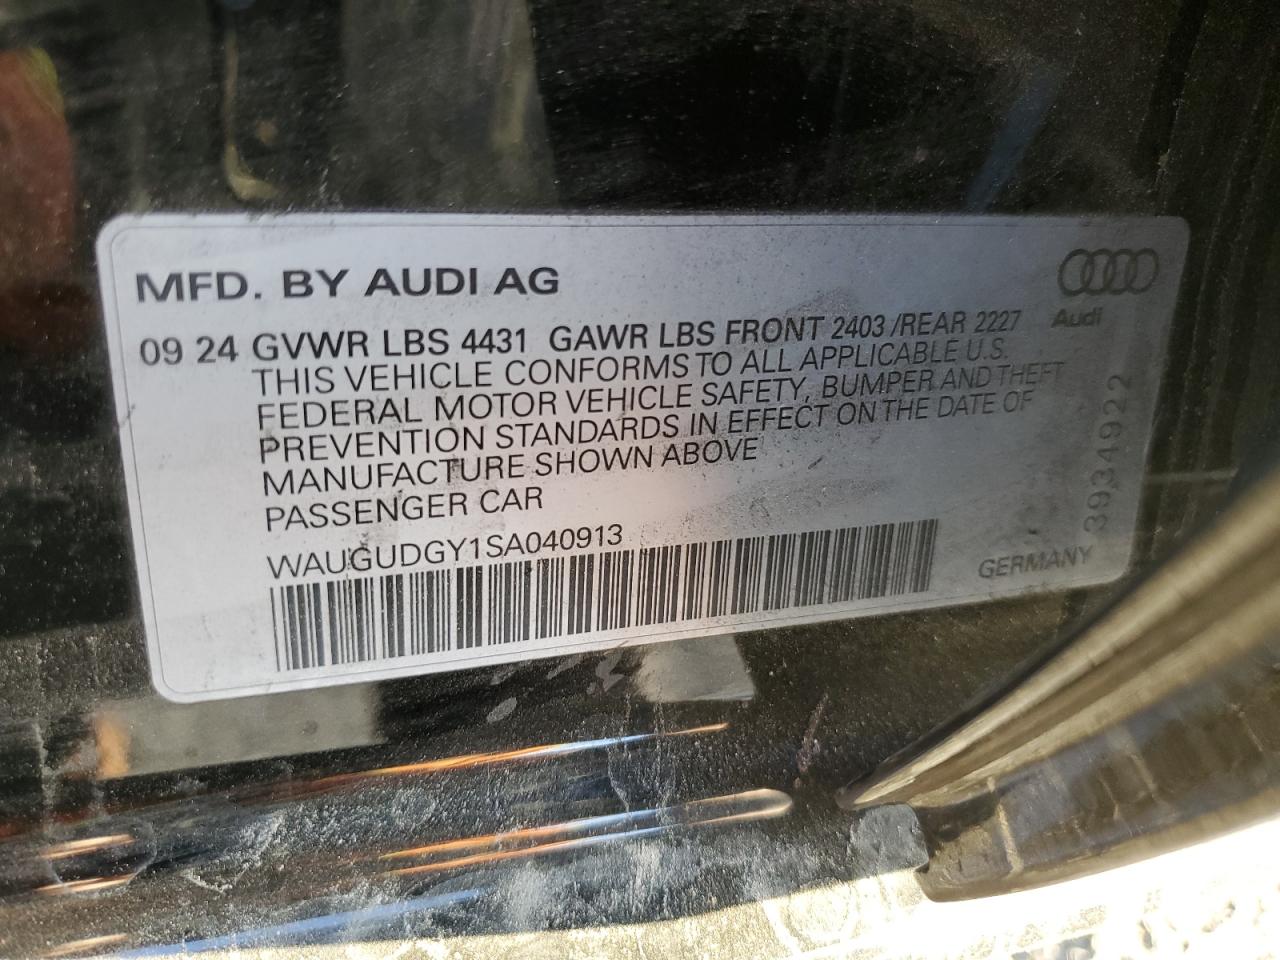 MFD. BY AUDI AG
Audi
09 24 GVWR LBS 4431 GAWR LBS FRONT 2403 /REAR 2227
THIS VEHICLE CONFORMS TO ALL APPLICABLE U.S.
FEDERAL MOTOR VEHICLE SAFETY, BUMPER AND THEFT
PREVENTION STANDARDS IN EFFECT ON THE DATE OF
MANUFACTURE SHOWN ABOVE
PASSENGER CAR
WAUGUDGY1SA040913
GERMANY
3934922